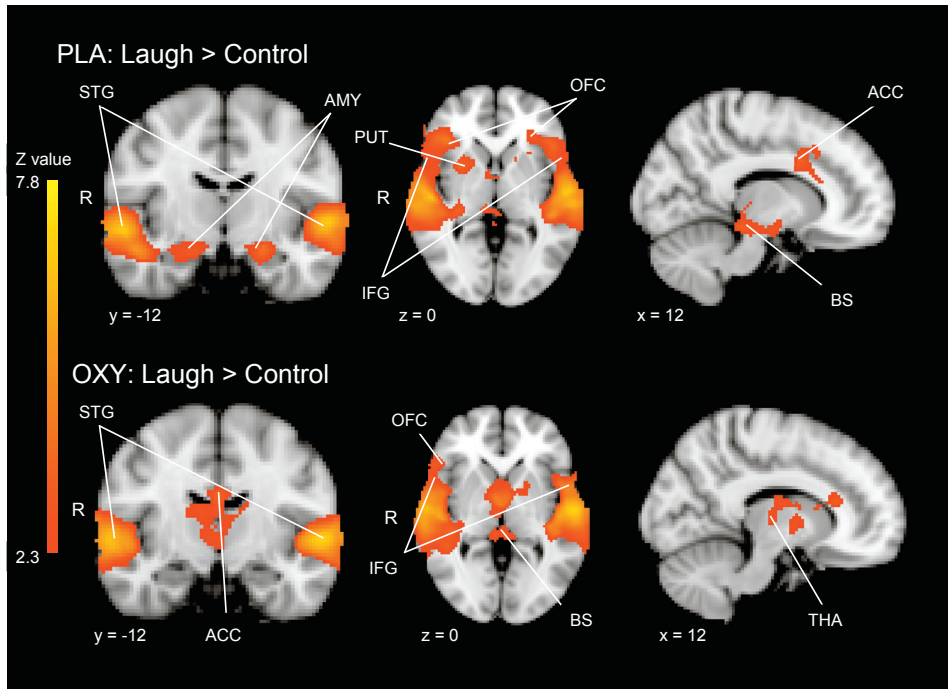 PLA: Laugh > Control
STG
AMY
PUT
OFC
ACC
Z value
7.8
R
R
IFG
BS
y = -12
z = 0
x = 12
OXY: Laugh > Control
STG
OFC
R
R
IFG
2.3
BS
THA
y = -12
ACC
z = 0
x = 12